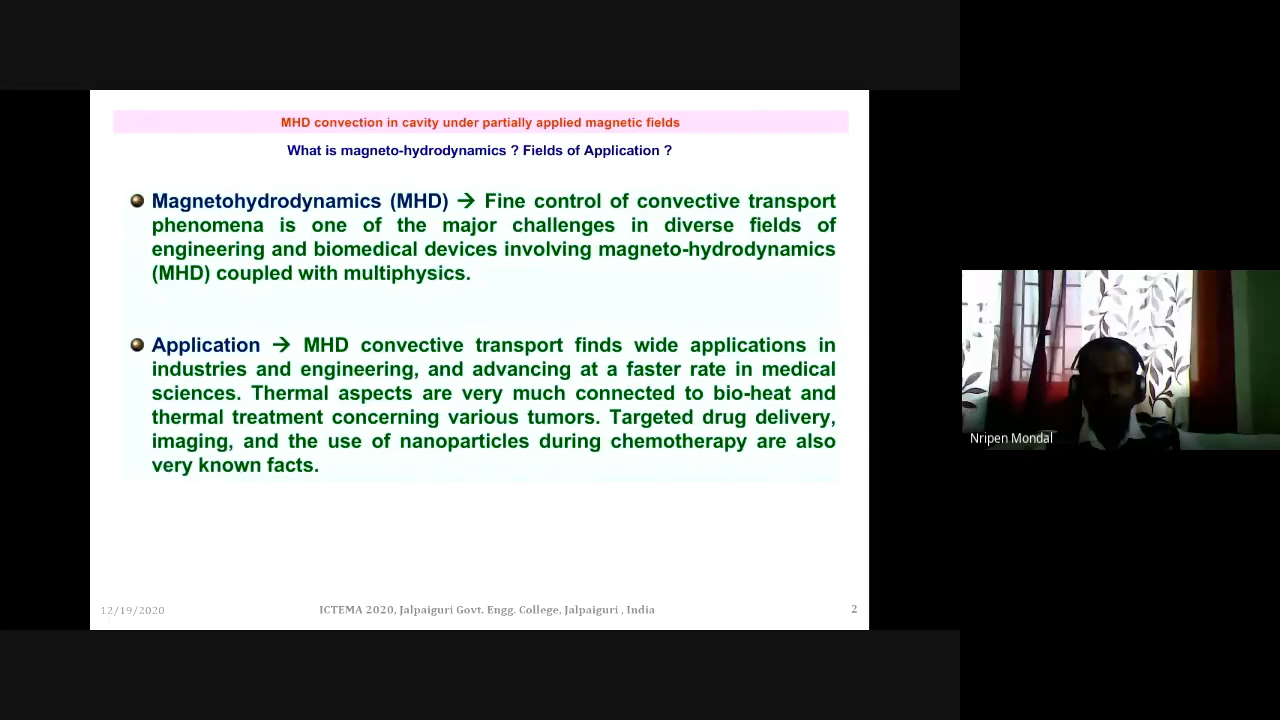 MHD convection in cavity under partially applied magnetic fields
What is magneto-hydrodynamics ? Fields of Application ?
Magnetohydrodynamics (MHD) → Fine control of convective transport
phenomena is one of the major challenges in diverse fields of
engineering and biomedical devices involving magneto-hydrodynamics
(MHD) coupled with multiphysics.
Application → MHD convective transport finds wide applications in
industries and engineering, and advancing at a faster rate in medical
sciences. Thermal aspects are very much connected to bio-heat and
thermal treatment concerning various tumors. Targeted drug delivery,
imaging, and the use of nanoparticles during chemotherapy are also
very known facts.
12/19/2020
ICTEMA 2020, Jalpaiguri Govt. Engg. College, Jalpaiguri , India
2
Nripen Mondal